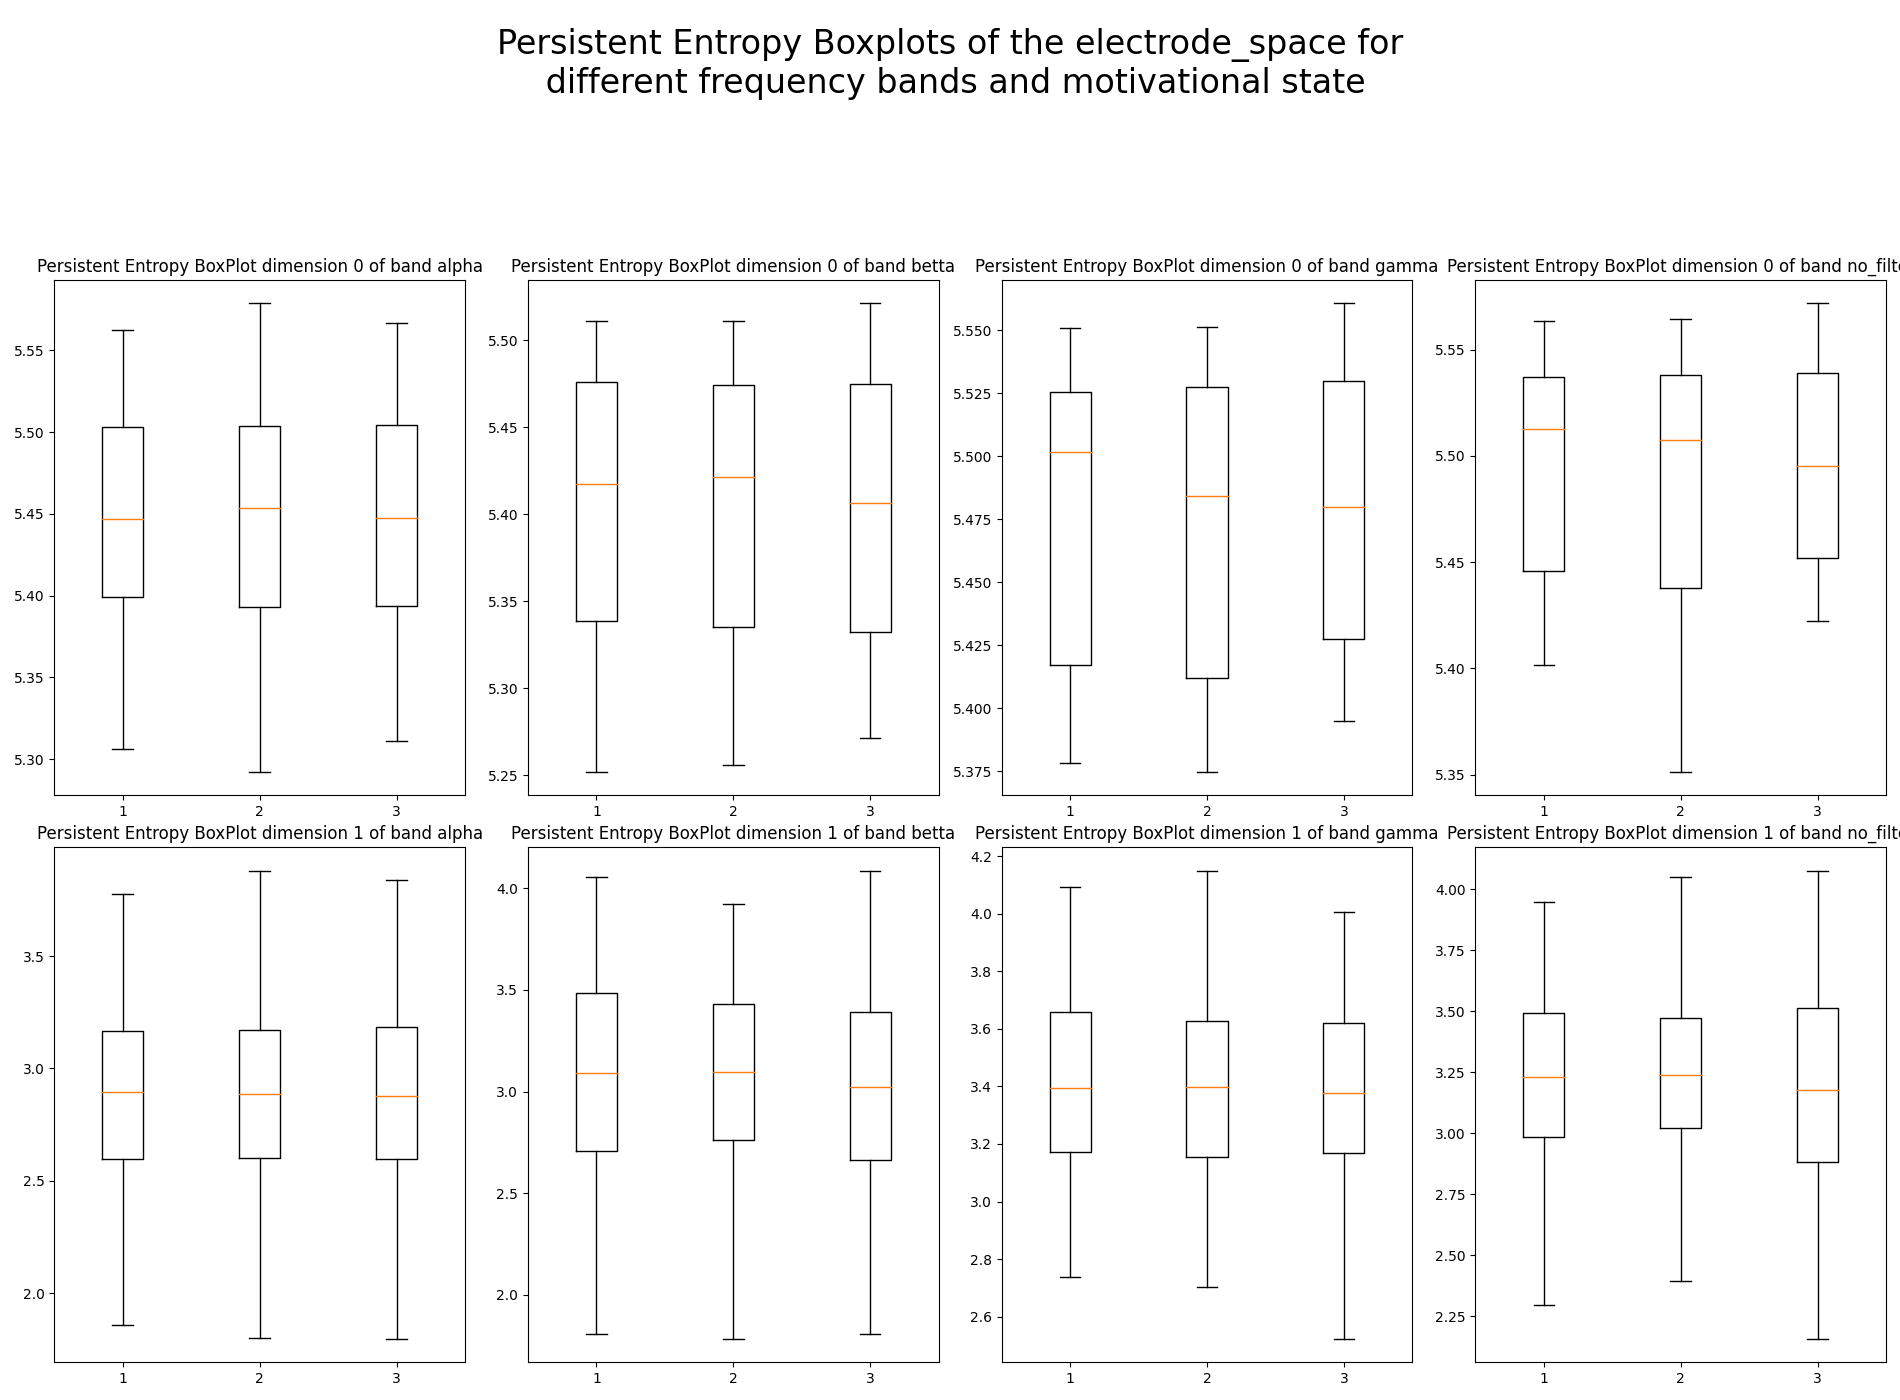 Persistent Entropy Boxplots of the electrode_space for
different frequency bands and motivational state
Persistent Entropy BoxPlot dimension 0 of band alpha
5.55
5.50
5.45
5.40
5.35
5.30
1 2 3
Persistent Entropy BoxPlot dimension 0 of band betta
5.50
5.45
5.40
5.35
5.30
5.25
1 2 3
Persistent Entropy BoxPlot dimension 0 of band gamma
5.550
5.525
5.500
5.475
5.450
5.425
5.400
5.375
1 2 3
Persistent Entropy BoxPlot dimension 0 of band no_filt
5.55
5.50
5.45
5.40
5.35
1 2 3
Persistent Entropy BoxPlot dimension 1 of band alpha
3.5
3.0
2.5
2.0
1 2 3
Persistent Entropy BoxPlot dimension 1 of band betta
4.0
3.5
3.0
2.5
2.0
1 2 3
Persistent Entropy BoxPlot dimension 1 of band gamma
4.2
4.0
3.8
3.6
3.4
3.2
3.0
2.8
2.6
1 2 3
Persistent Entropy BoxPlot dimension 1 of band no_filt
4.00
3.75
3.50
3.25
3.00
2.75
2.50
2.25
1 2 3